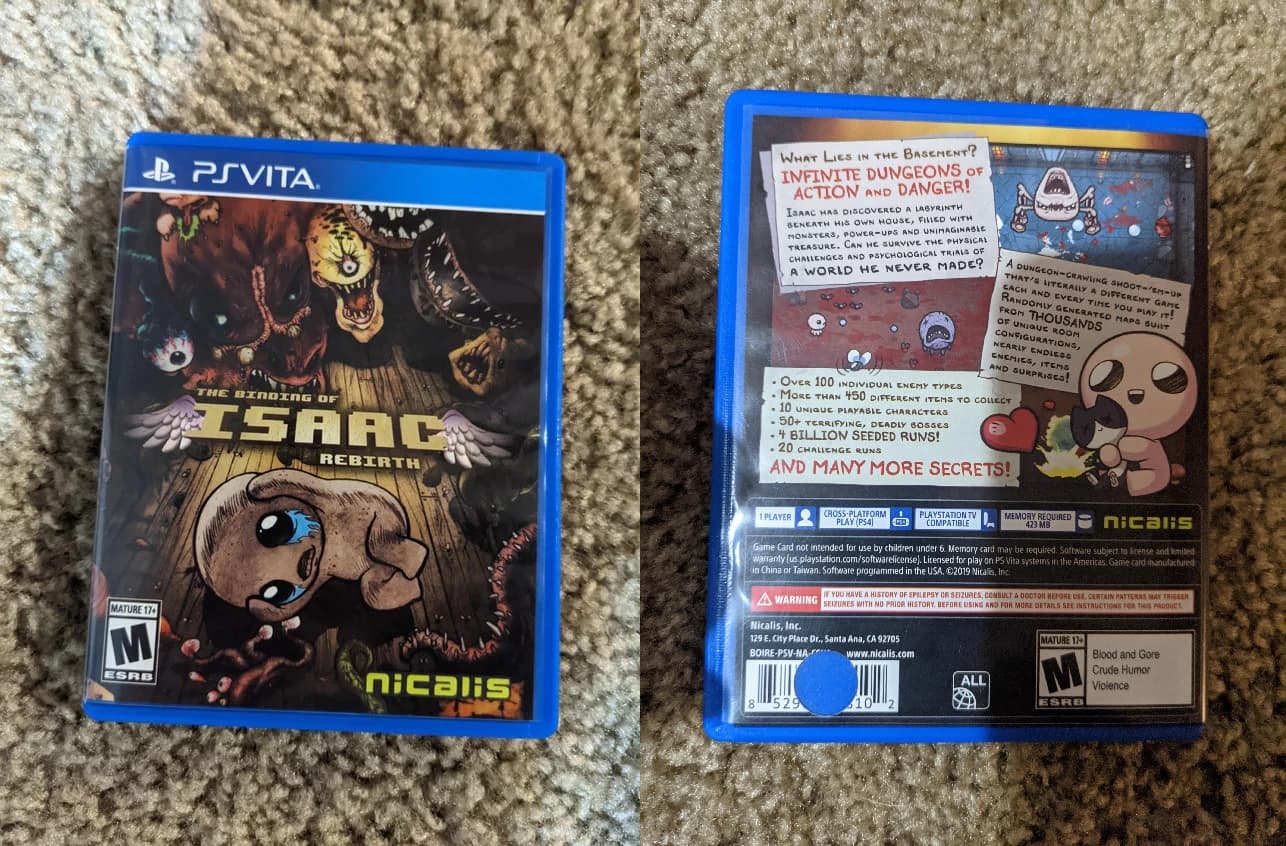 PSVITA
THE BINDING OF
ISAAC
REBIRTH
MATURE 17+
M
ESRB
nicalis
What Lies in the Basement?
INFINITE DUNGEONS of
ACTION and DANGER!
Isaac has discovered a labyrinth
beneath his own house, filled with
monsters, power-ups and unimaginable
treasure. Can he survive the physical
challenges and psychological trials of
a world he never made?
A dungeon-crawling shoot-'em-up
that's literally a different game
each and every time you play it!
Randomly generated maps built
from THOUSANDS
of unique room
configurations,
nearly endless
enemies, items
and surprises!
• Over 100 individual enemy types
• More than 450 different items to collect
• 10 unique playable characters
• 50+ terrifying, deadly bosses
• 4 BILLION SEEDED RUNS!
• 20 challenge runs
AND MANY MORE SECRETS!
1 PLAYER
CROSS-PLATFORM
PLAY (PS4)
PLAYSTATION TV
COMPATIBLE
MEMORY REQUIRED
423 MB
nicalis
Game Card not intended for use by children under 6. Memory card may be required. Software subject to license and limited
warranty (us.playstation.com/softwarelicense). Licensed for play on PS Vita systems in the Americas. Game card manufactured
in China or Taiwan. Software programmed in the USA. ©2019 Nicalis, Inc.
WARNING
IF YOU HAVE A HISTORY OF EPILEPSY OR SEIZURES, CONSULT A DOCTOR BEFORE USE. CERTAIN PATTERNS MAY TRIGGER
SEIZURES WITH NO PRIOR HISTORY. BEFORE USING AND FOR MORE DETAILS SEE INSTRUCTIONS FOR THIS PRODUCT.
Nicalis, Inc.
129 E. City Place Dr., Santa Ana, CA 92705
BOIRE-PSV-NA- www.nicalis.com
8 529 10 2
ALL
MATURE 17+
M
ESRB
Blood and Gore
Crude Humor
Violence